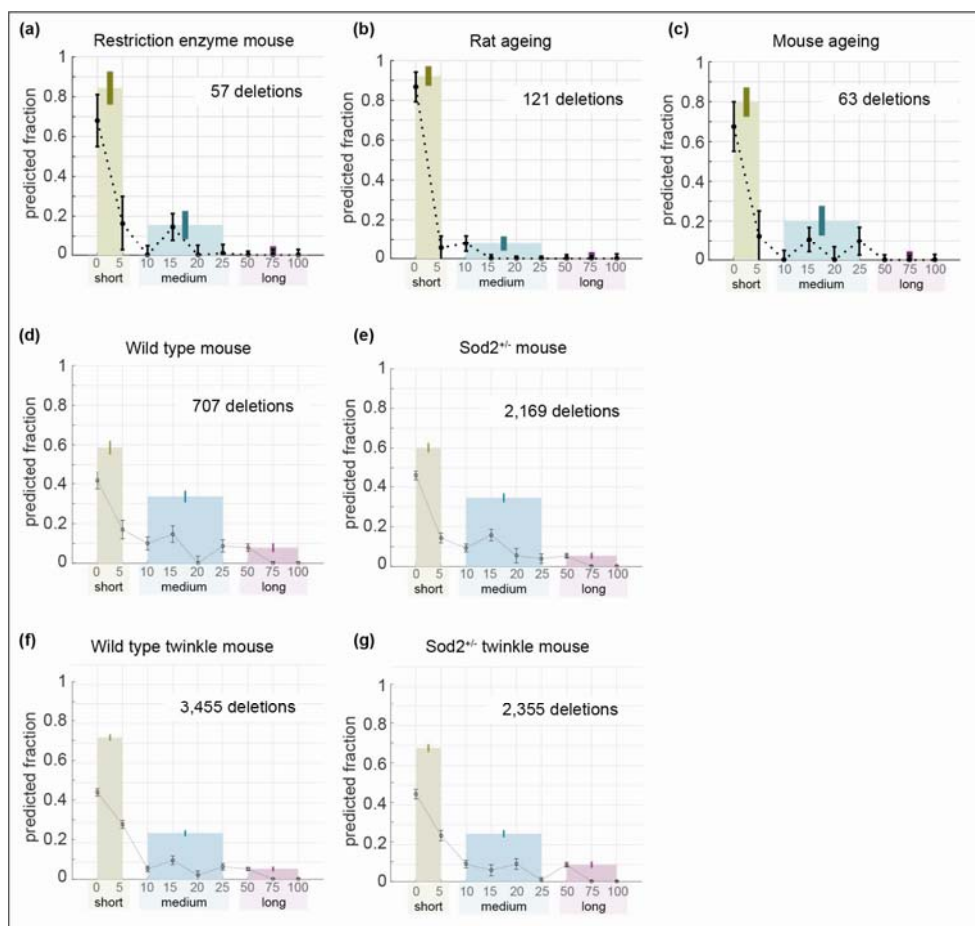 (a)
Restriction enzyme mouse
57 deletions
predicted fraction
1
0.8
0.6
0.4
0.2
0
0 5 10 15 20 25 50 75 100
short medium long
(b)
Rat ageing
121 deletions
predicted fraction
1
0.8
0.6
0.4
0.2
0
0 5 10 15 20 25 50 75 100
short medium long
(c)
Mouse ageing
63 deletions
predicted fraction
1
0.8
0.6
0.4
0.2
0
0 5 10 15 20 25 50 75 100
short medium long
(d)
Wild type mouse
707 deletions
predicted fraction
1
0.8
0.6
0.4
0.2
0
0 5 10 15 20 25 50 75 100
short medium long
(e)
Sod2+/- mouse
2,169 deletions
predicted fraction
1
0.8
0.6
0.4
0.2
0
0 5 10 15 20 25 50 75 100
short medium long
(f)
Wild type twinkle mouse
3,455 deletions
predicted fraction
1
0.8
0.6
0.4
0.2
0
0 5 10 15 20 25 50 75 100
short medium long
(g)
Sod2+/- twinkle mouse
2,355 deletions
predicted fraction
1
0.8
0.6
0.4
0.2
0
0 5 10 15 20 25 50 75 100
short medium long